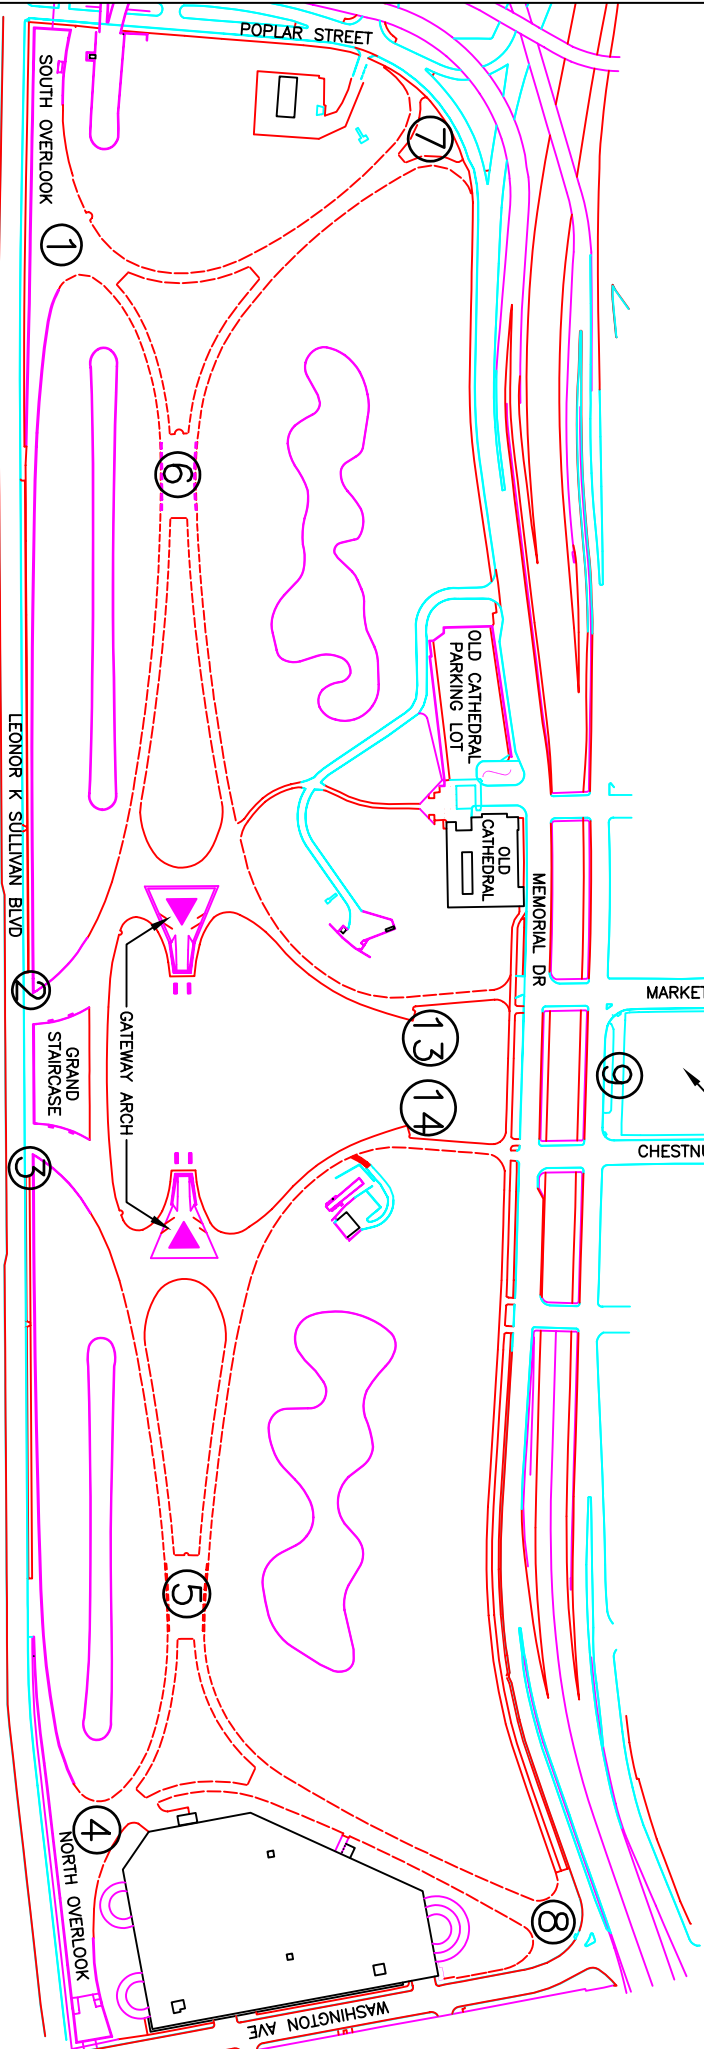 POPLAR STREET
SOUTH OVERLOOK
7
1
6
OLD CATHEDRAL
PARKING LOT
OLD
CATHEDRAL
LEONOR K SULLIVAN BLVD
MEMORIAL DR
2
MARKET
GRAND
STAIRCASE
GATEWAY ARCH
13
14
9
3
CHESTNU
5
4
NORTH OVERLOOK
8
WASHINGTON AVE